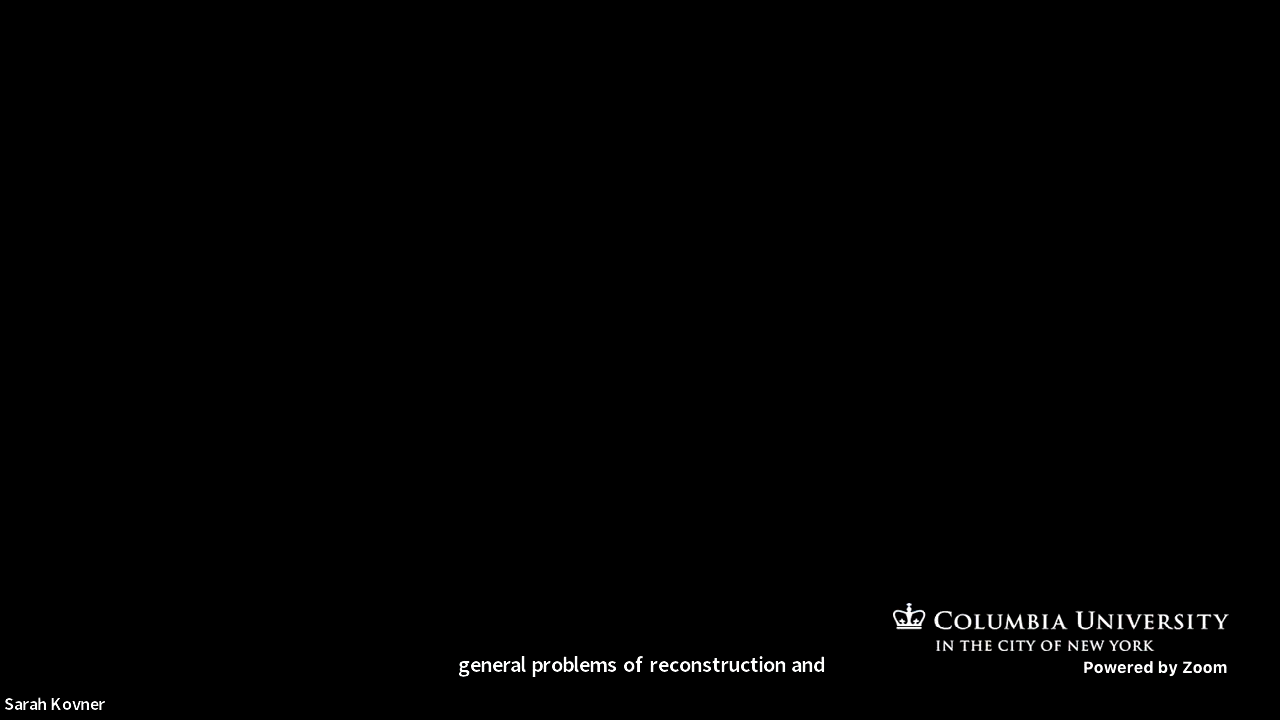 COLUMBIA UNIVERSITY
IN THE CITY OF NEW YORK
general problems of reconstruction and
Powered by Zoom
Sarah Kovner